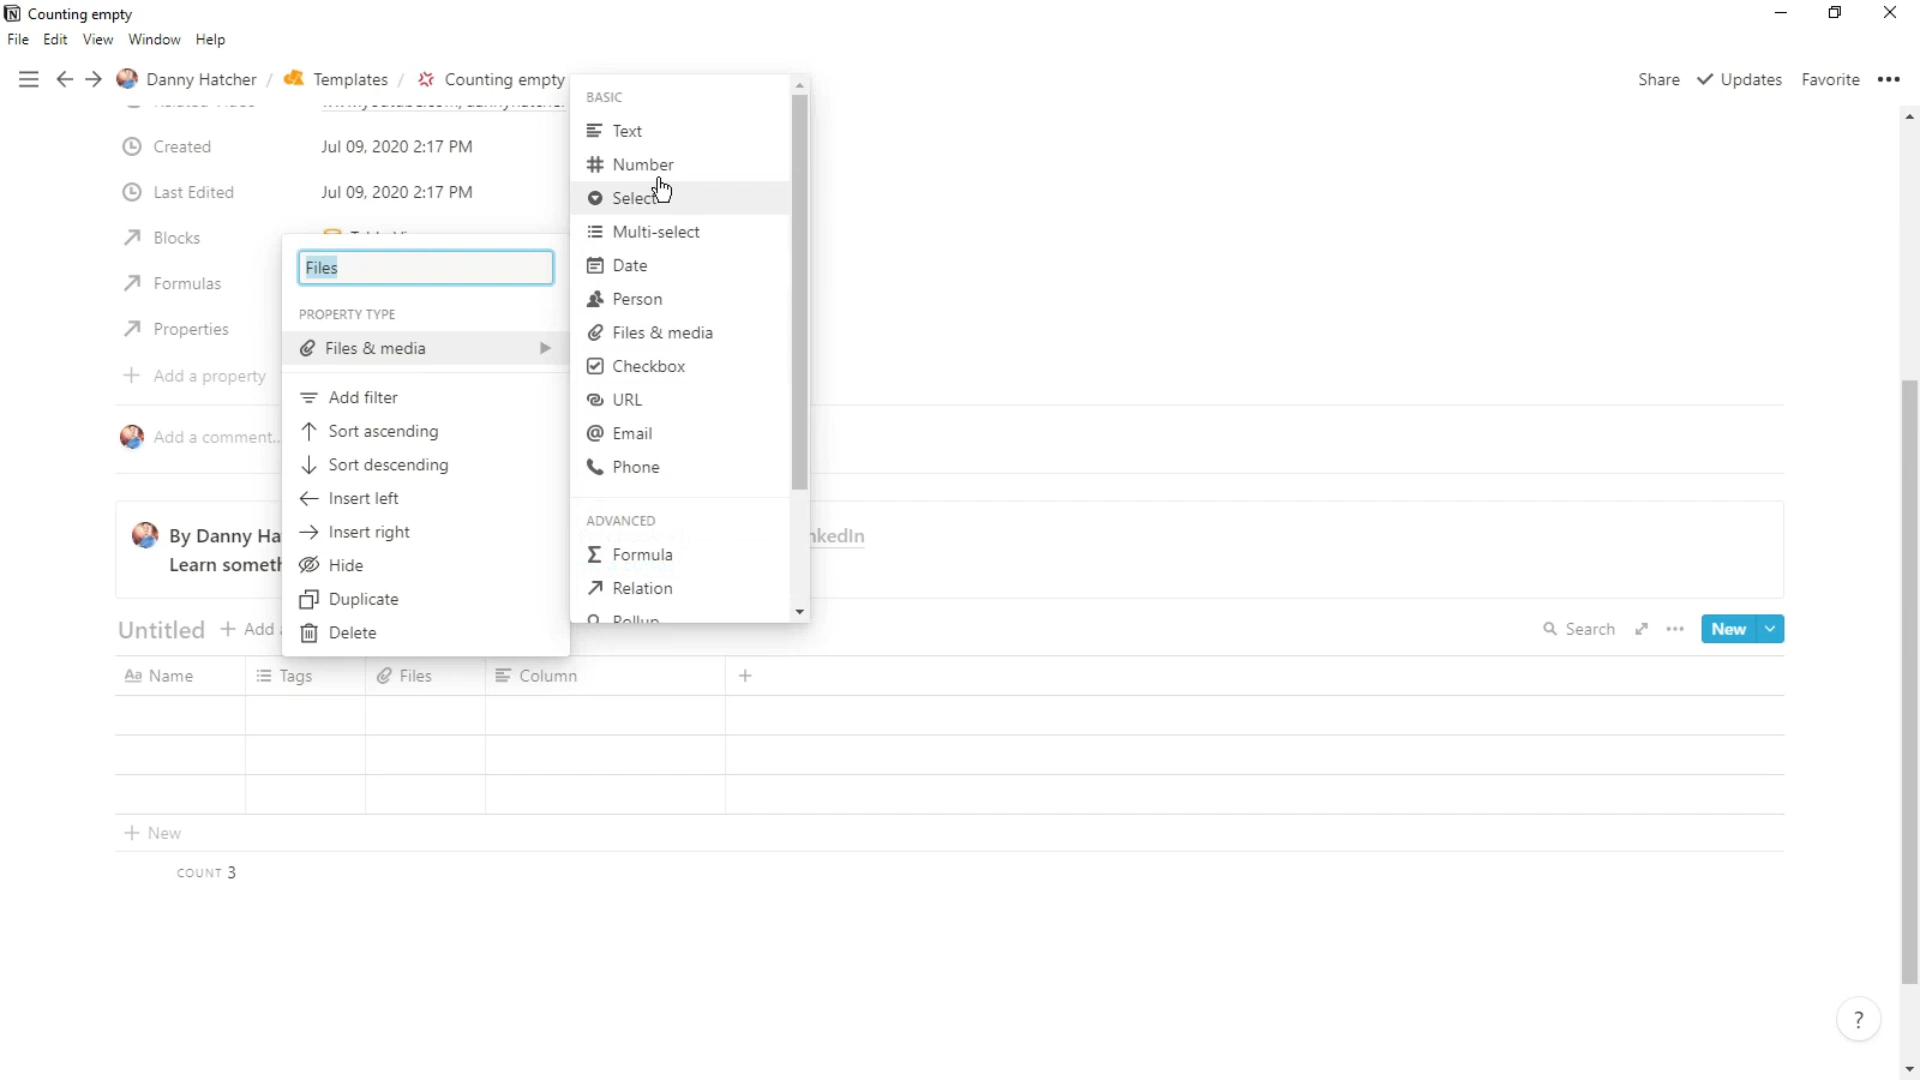 Counting empty
File Edit View Window Help
Danny Hatcher / Templates / Counting empty
Share Updates Favorite
Created Jul 09, 2020 2:17 PM
Last Edited Jul 09, 2020 2:17 PM
Blocks
Formulas
Properties
Add a property
Add a comment...
Files
PROPERTY TYPE
Files & media
Add filter
Sort ascending
Sort descending
Insert left
Insert right
Hide
Duplicate
Delete
BASIC
Text
Number
Select
Multi-select
Date
Person
Files & media
Checkbox
URL
Email
Phone
ADVANCED
Formula
Relation
Rollup
By Danny Ha
nkedIn
Learn someth
Untitled + Add a
Search New
Aa Name Tags Files Column +
+ New
COUNT 3
?